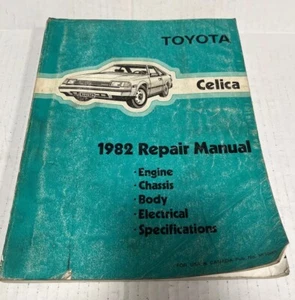 TOYOTA
Celica
1982 Repair Manual
· Engine
· Chassis
· Body
· Electrical
· Specifications